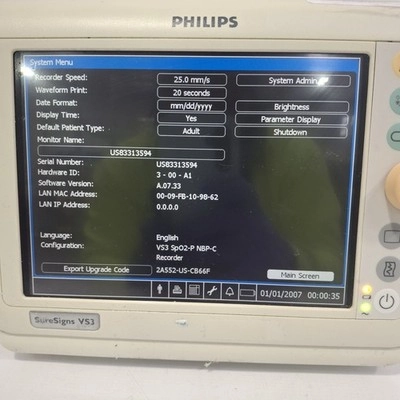 PHILIPS
System Menu
Recorder Speed: 25.0 mm/s System Admin
Waveform Print: 20 seconds
Date Format: mm/dd/yyyy Brightness
Display Time: Yes Parameter Display
Default Patient Type: Adult Shutdown
Monitor Name:
US83313594
Serial Number: US83313594
Hardware ID: 3 - 00 - A1
Software Version: A.07.33
LAN MAC Address: 00-09-FB-10-98-62
LAN IP Address: 0.0.0.0
Language: English
Configuration: VS3 SpO2-P NBP-C
Recorder
Export Upgrade Code 2A552-US-CB66F Main Screen
01/01/2007 00:00:35
SureSigns VS3